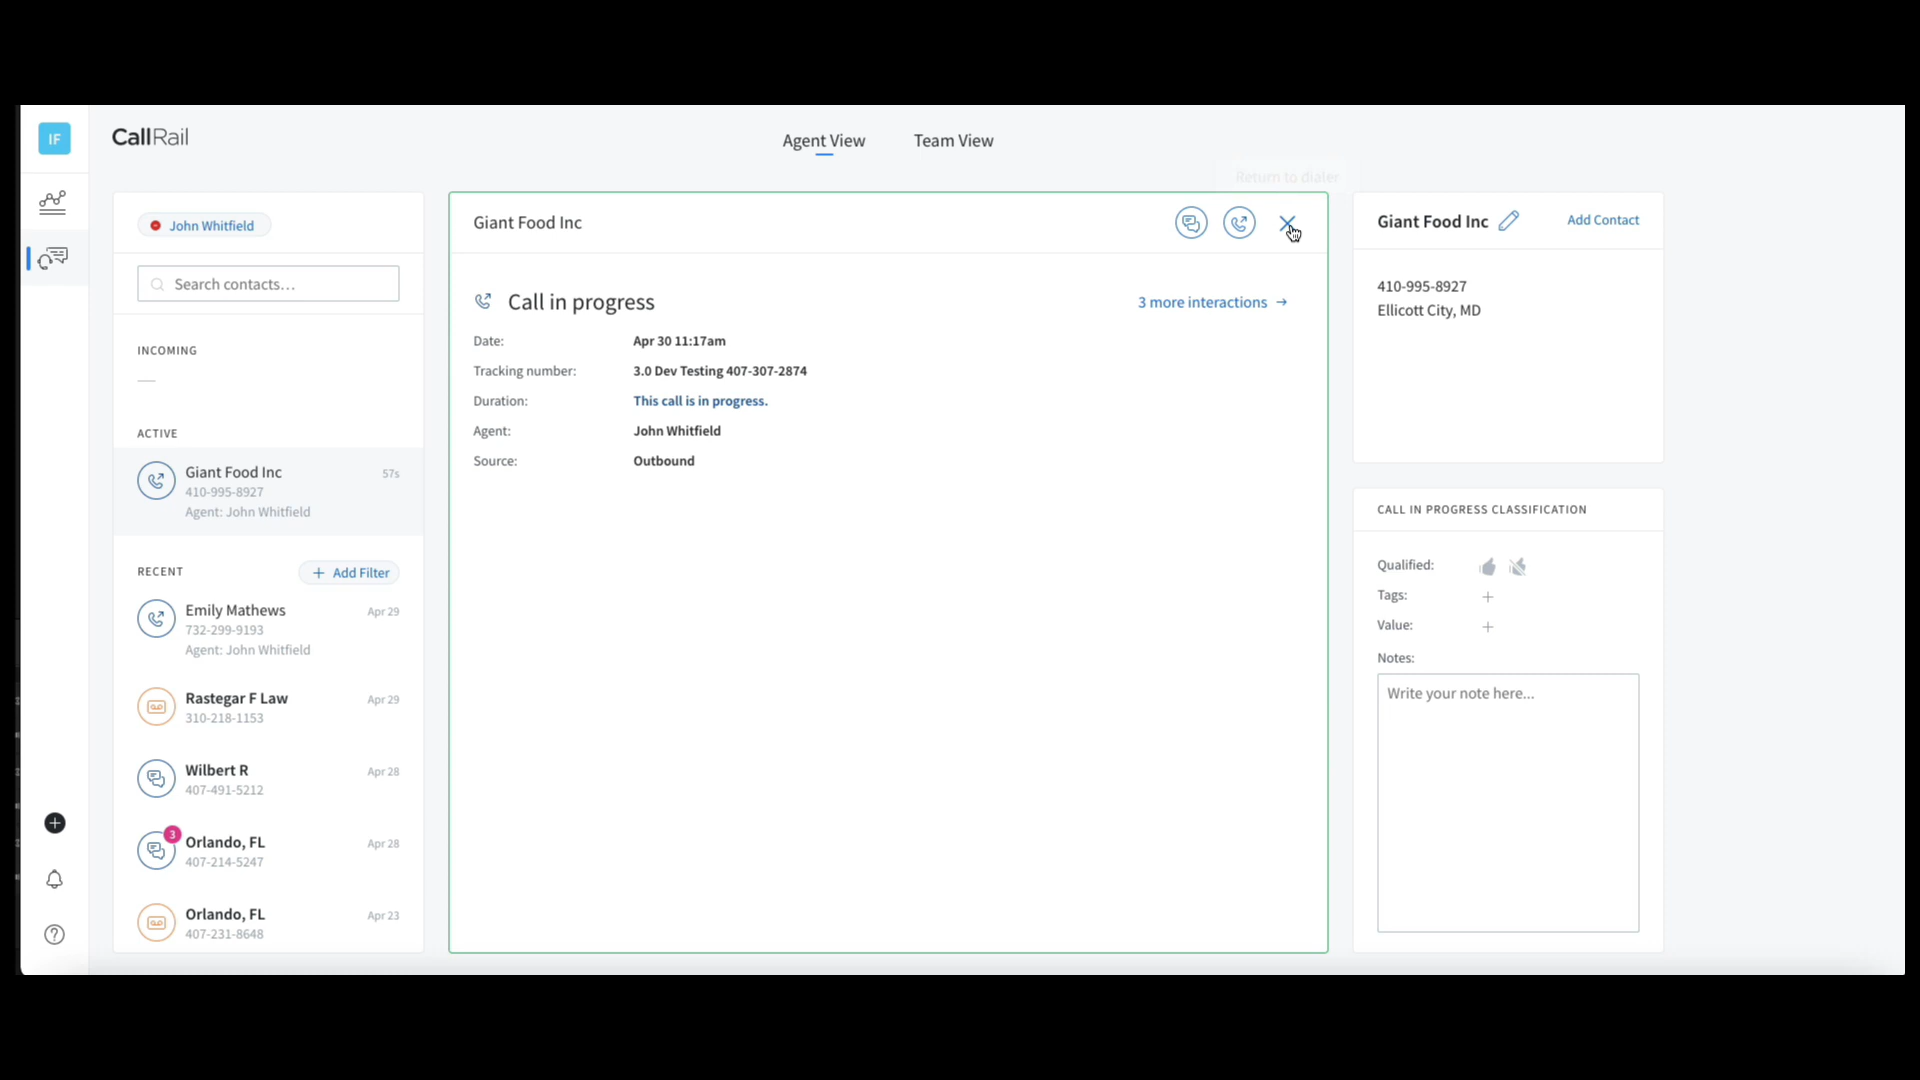 IF
CallRail
Agent View
Team View
Return to dialer
John Whitfield
Search contacts...
INCOMING
—
ACTIVE
Giant Food Inc
57s
410-995-8927
Agent: John Whitfield
RECENT
+ Add Filter
Emily Mathews
Apr 29
732-299-9193
Agent: John Whitfield
Rastegar F Law
Apr 29
310-218-1153
Wilbert R
Apr 28
407-491-5212
3
Orlando, FL
Apr 28
407-214-5247
Orlando, FL
Apr 23
407-231-8648
Giant Food Inc
Call in progress
3 more interactions →
Date: Apr 30 11:17am
Tracking number: 3.0 Dev Testing 407-307-2874
Duration: This call is in progress.
Agent: John Whitfield
Source: Outbound
Giant Food Inc
Add Contact
410-995-8927
Ellicott City, MD
CALL IN PROGRESS CLASSIFICATION
Qualified:
Tags: +
Value: +
Notes:
Write your note here...